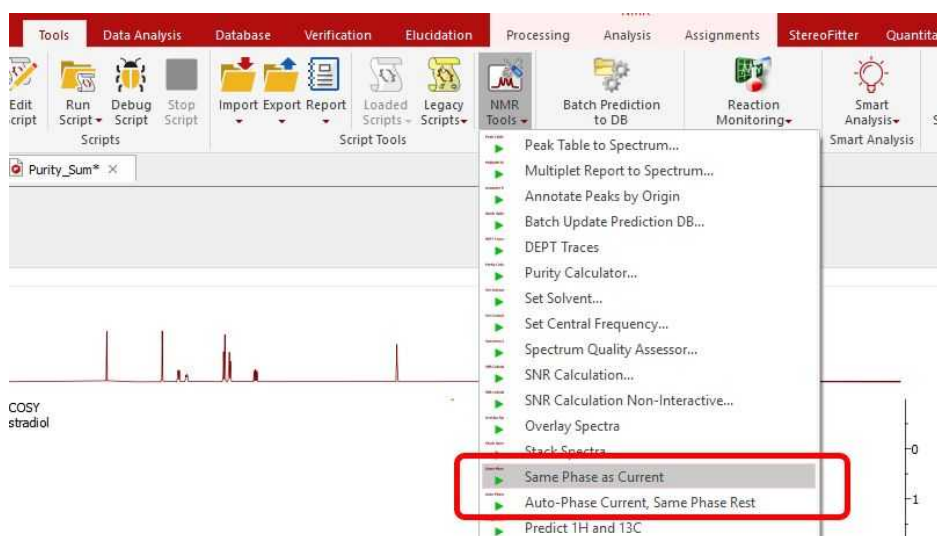 NMR
Tools Data Analysis Database Verification Elucidation Processing Analysis Assignments StereoFitter Quantita
Edit Run Debug Stop Import Export Report Loaded Legacy NMR Batch Prediction Reaction Smart
cript Script Script Script Scripts Scripts Tools to DB Monitoring Analysis S
Scripts Script Tools Smart Analysis
Purity_Sum* ×
Peak Table to Spectrum...
Multiplet Report to Spectrum...
Annotate Peaks by Origin
Batch Update Prediction DB...
DEPT Traces
Purity Calculator...
Set Solvent...
Set Central Frequency...
Spectrum Quality Assessor...
SNR Calculation...
SNR Calculation Non-Interactive...
Overlay Spectra
Stack Spectra
Same Phase as Current
Auto-Phase Current, Same Phase Rest
Predict 1H and 13C
COSY
stradiol
0
1